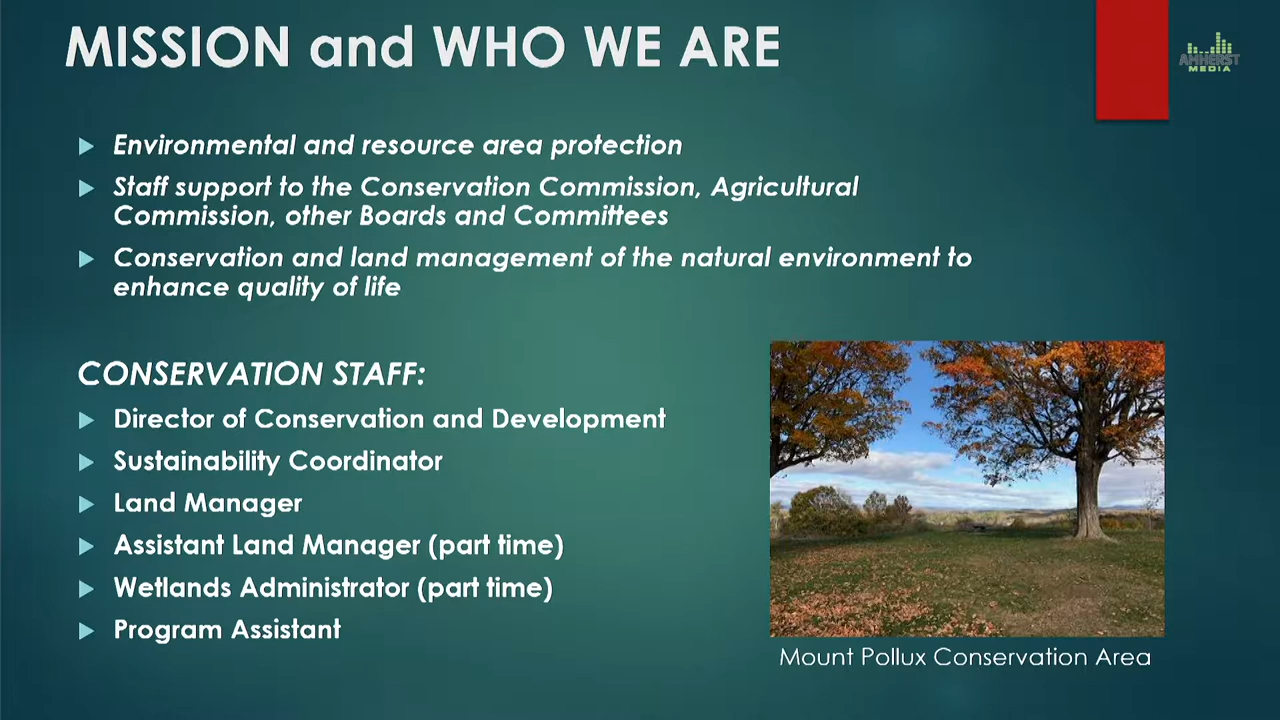 MISSION and WHO WE ARE
AMHERST
MEDIA
Environmental and resource area protection
Staff support to the Conservation Commission, Agricultural
Commission, other Boards and Committees
Conservation and land management of the natural environment to
enhance quality of life
CONSERVATION STAFF:
Director of Conservation and Development
Sustainability Coordinator
Land Manager
Assistant Land Manager (part time)
Wetlands Administrator (part time)
Program Assistant
Mount Pollux Conservation Area